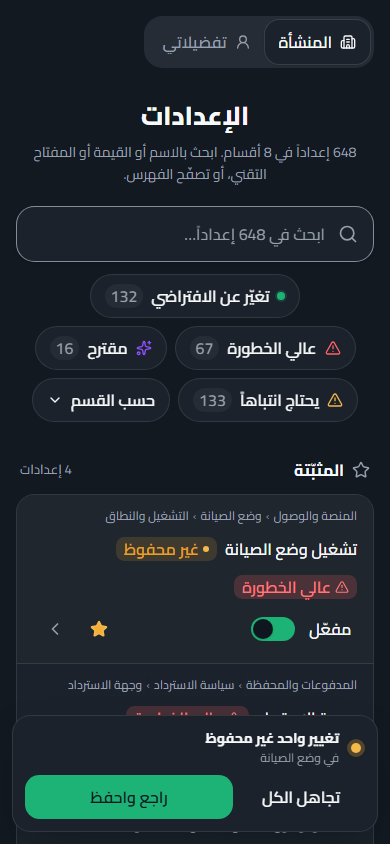 المنشأة
تفضيلاتي
الإعدادات
648 إعداداً في 8 أقسام. ابحث بالاسم أو القيمة أو المفتاح
التقني، أو تصفّح الفهرس.
ابحث في 648 إعداداً...
تغيّر عن الافتراضي 132
عالي الخطورة 67
مقترح 16
يحتاج انتباهاً 133
حسب القسم
المثبّتة
4 إعدادات
المنصة والوصول › وضع الصيانة › التشغيل والنطاق
تشغيل وضع الصيانة
غير محفوظ
عالي الخطورة
مفعّل
المدفوعات والمحفظة › سياسة الاسترداد › وجهة الاسترداد
تغيير واحد غير محفوظ
في وضع الصيانة
تجاهل الكل
راجع واحفظ